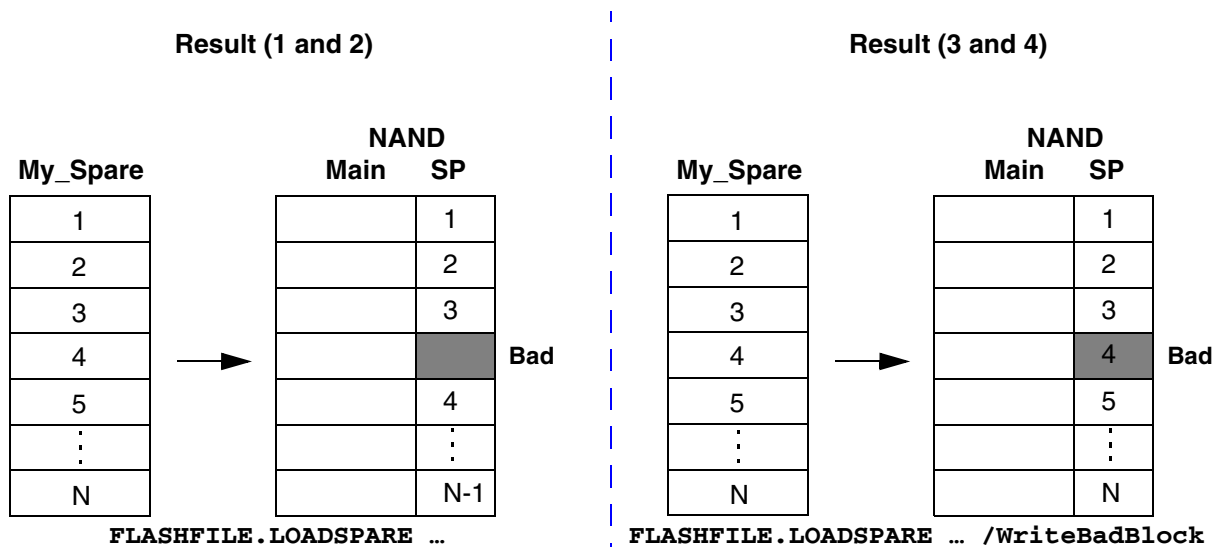 Result (1 and 2)
NAND
My_Spare Main SP
1 1
2 2
3 3
4 Bad
5 4
N N-1
FLASHFILE.LOADSPARE …
Result (3 and 4)
NAND
My_Spare Main SP
1 1
2 2
3 3
4 4 Bad
5 5
N N
FLASHFILE.LOADSPARE … /WriteBadBlock